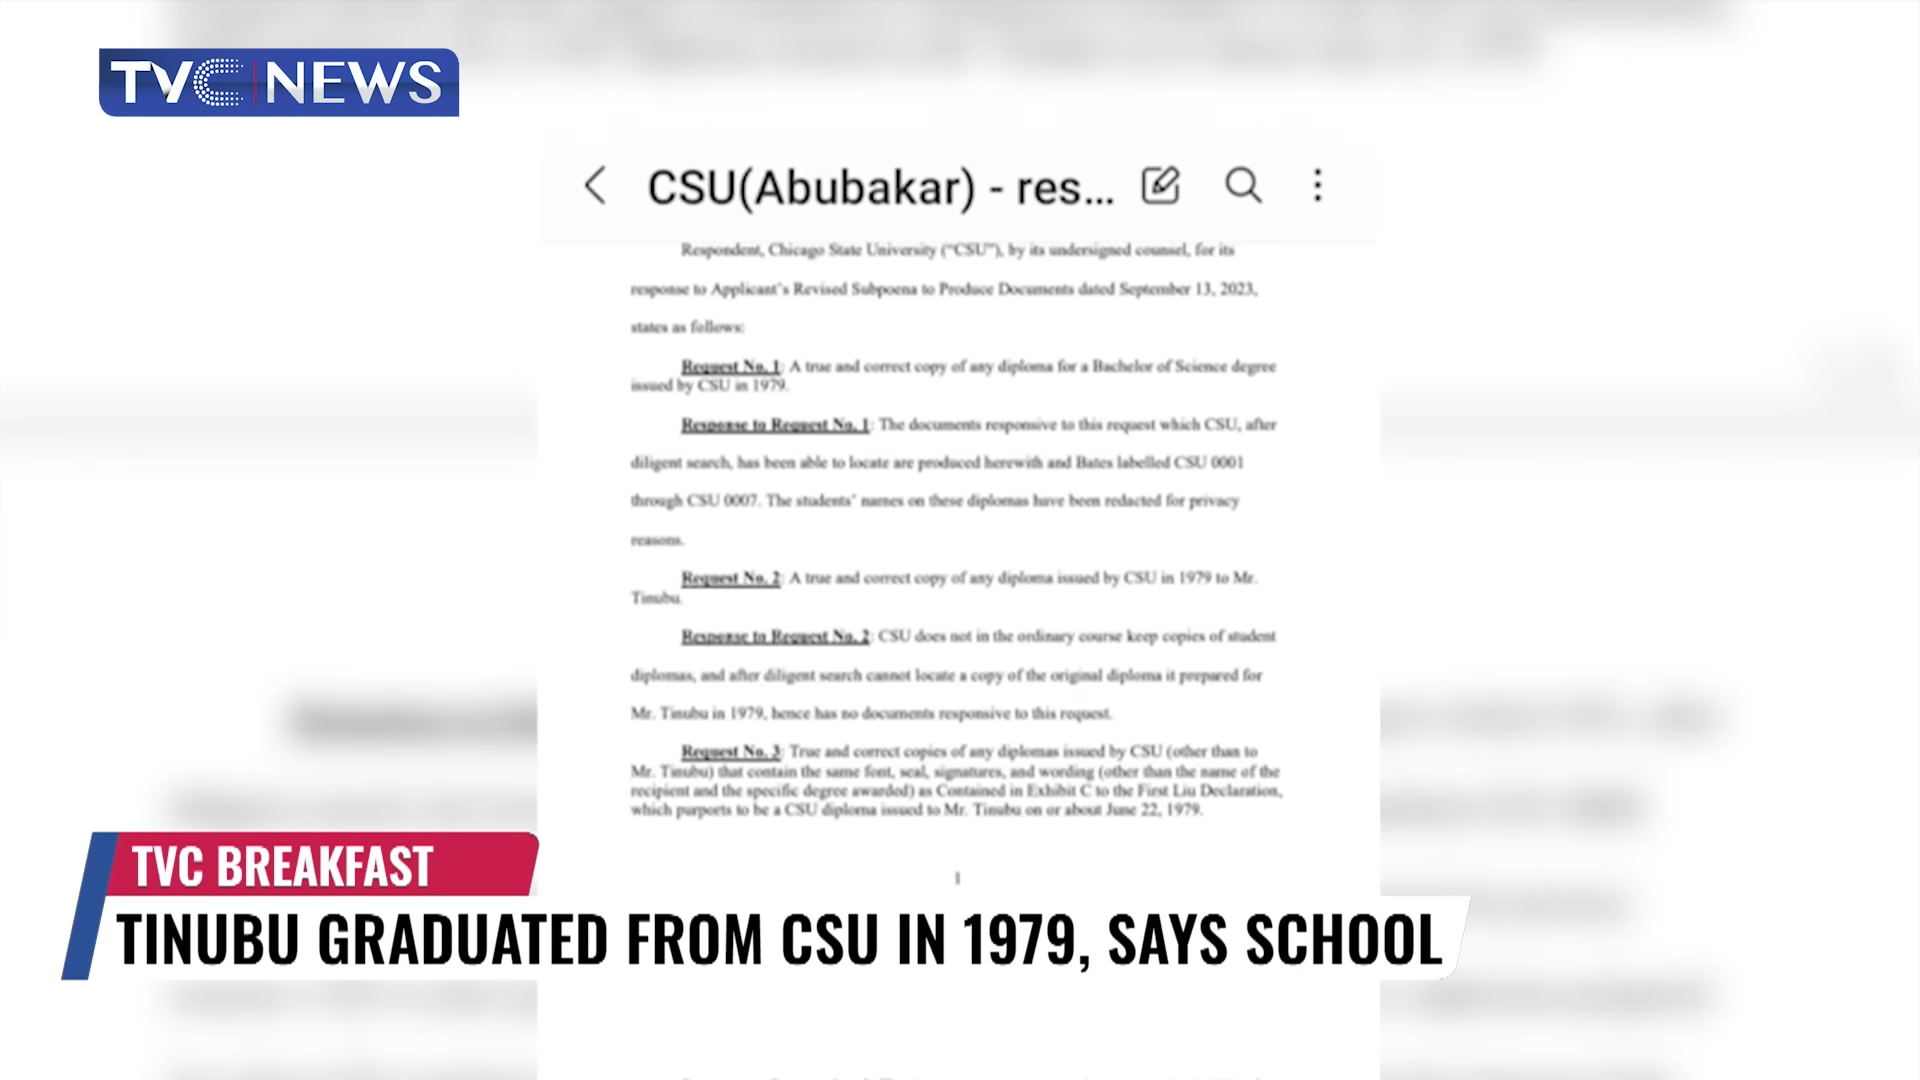 TVC NEWS
CSU(Abubakar) - res...
Respondent, Chicago State University ("CSU"), by its undersigned counsel, for its
response to Applicant's Revised Subpoena to Produce Documents dated September 13, 2023,
states as follows:
Request No. 1: A true and correct copy of any diploma for a Bachelor of Science degree
issued by CSU in 1979.
Response to Request No. 1: The documents responsive to this request which CSU, after
diligent search, has been able to locate are produced herewith and Bates labelled CSU 0001
through CSU 0007. The students' names on these diplomas have been redacted for privacy
reasons.
Request No. 2: A true and correct copy of any diploma issued by CSU in 1979 to Mr.
Tinubu.
Response to Request No. 2: CSU does not in the ordinary course keep copies of student
diplomas, and after diligent search cannot locate a copy of the original diploma it prepared for
Mr. Tinubu in 1979, hence has no documents responsive to this request.
Request No. 3: True and correct copies of any diplomas issued by CSU (other than to
Mr. Tinubu) that contain the same font, seal, signatures, and wording (other than the name of the
recipient and the specific degree awarded) as Contained in Exhibit C to the First Liu Declaration,
which purports to be a CSU diploma issued to Mr. Tinubu on or about June 22, 1979.
1
TVC BREAKFAST
TINUBU GRADUATED FROM CSU IN 1979, SAYS SCHOOL